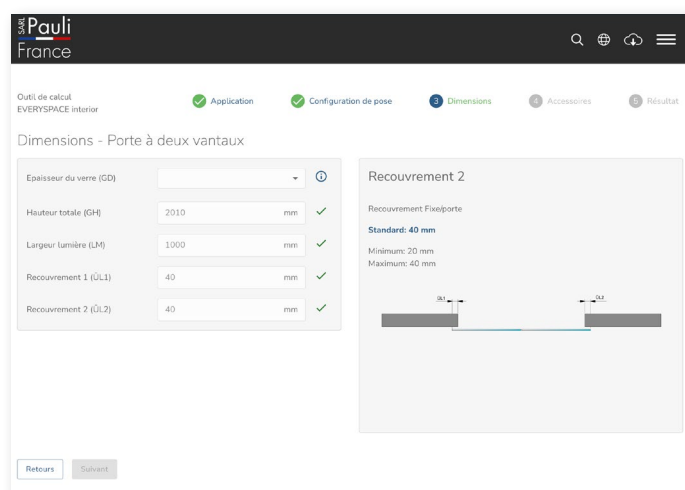 SARL Pauli
France
Outil de calcul
EVERYSPACE interior
Application
Configuration de pose
3 Dimensions
4 Accessoires
5 Résultat
Dimensions - Porte à deux vantaux
Epaisseur du verre (GD)
Hauteur totale (GH) 2010 mm
Largeur lumière (LM) 1000 mm
Recouvrement 1 (ÜL1) 40 mm
Recouvrement 2 (ÜL2) 40 mm
Recouvrement 2
Recouvrement Fixe/porte
Standard: 40 mm
Minimum: 20 mm
Maximum: 40 mm
ÜL1 ÜL2
Retours Suivant